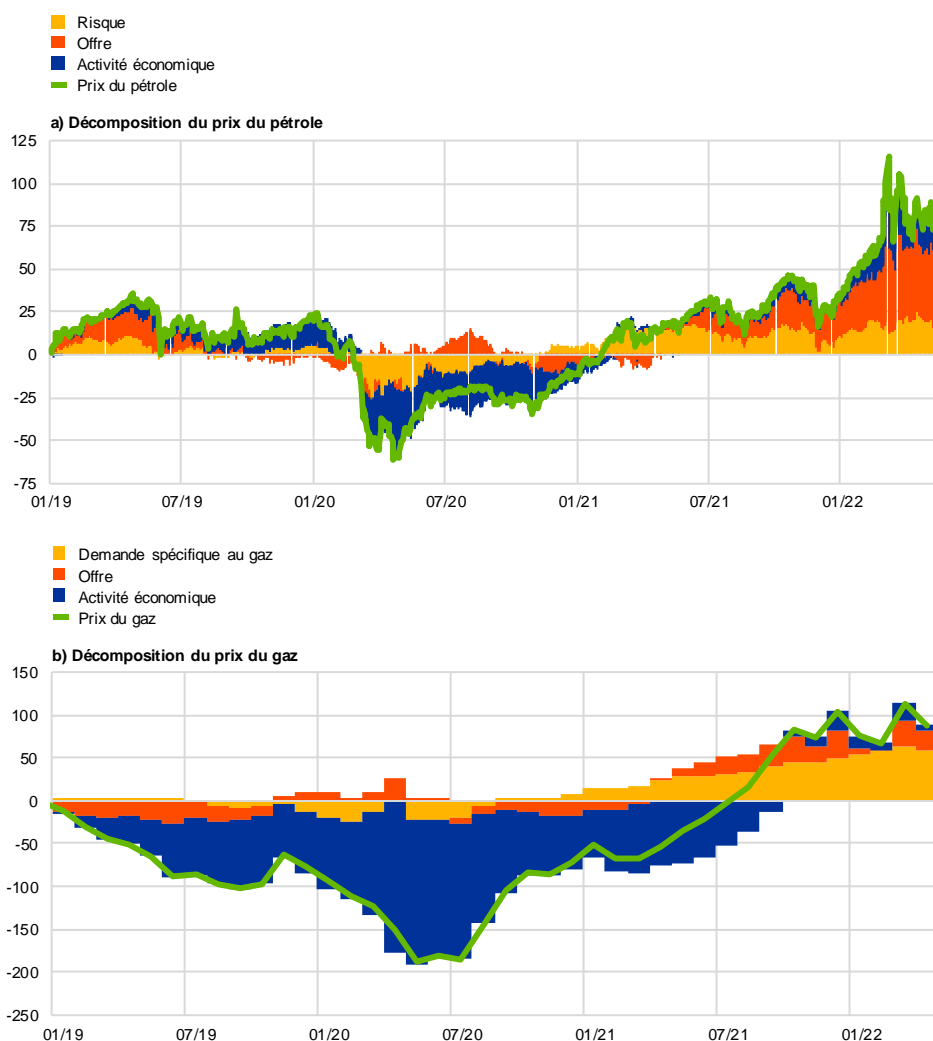 Risque
Offre
Activité économique
Prix du pétrole
a) Décomposition du prix du pétrole
125
100
75
50
25
0
-25
-50
-75
01/19 07/19 01/20 07/20 01/21 07/21 01/22
Demande spécifique au gaz
Offre
Activité économique
Prix du gaz
b) Décomposition du prix du gaz
150
100
50
0
-50
-100
-150
-200
-250
01/19 07/19 01/20 07/20 01/21 07/21 01/22